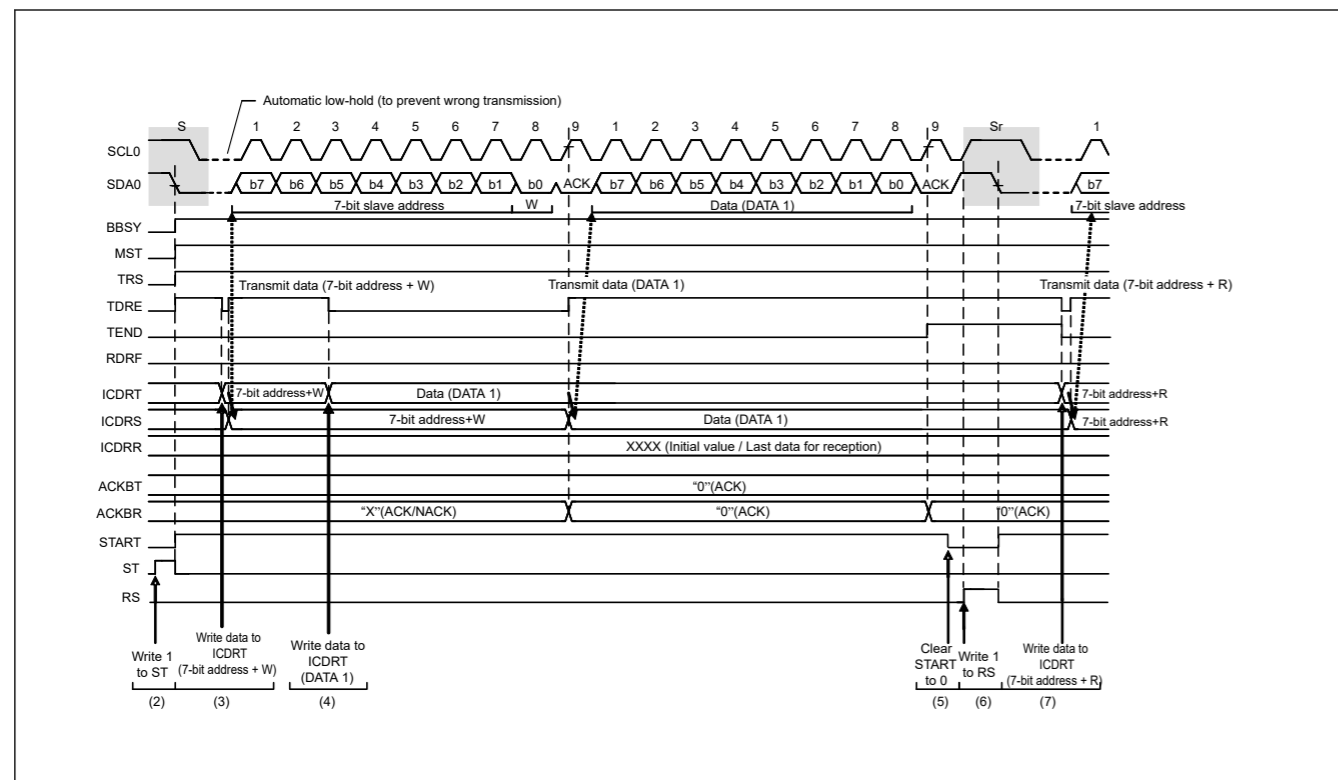 Automatic low-hold (to prevent wrong transmission)
S 1 2 3 4 5 6 7 8 9 1 2 3 4 5 6 7 8 9 Sr 1
SCL0
SDA0 b7 b6 b5 b4 b3 b2 b1 b0 ACK b7 b6 b5 b4 b3 b2 b1 b0 ACK b7
7-bit slave address W Data (DATA 1) 7-bit slave address
BBSY
MST
TRS
Transmit data (7-bit address + W) Transmit data (DATA 1) Transmit data (7-bit address + R)
TDRE
TEND
RDRF
ICDRT 7-bit address+W Data (DATA 1) 7-bit address+R
ICDRS 7-bit address+W Data (DATA 1) 7-bit address+R
ICDRR XXXX (Initial value / Last data for reception)
ACKBT "0"(ACK)
ACKBR "X"(ACK/NACK) "0"(ACK) "0"(ACK)
START
ST
RS
Write 1
to ST
Write data to
ICDRT
(7-bit address + W)
Write data to
ICDRT
(DATA 1)
Clear
START
to 0
Write 1
to RS
Write data to
ICDRT
(7-bit address + R)
(2) (3) (4) (5) (6) (7)